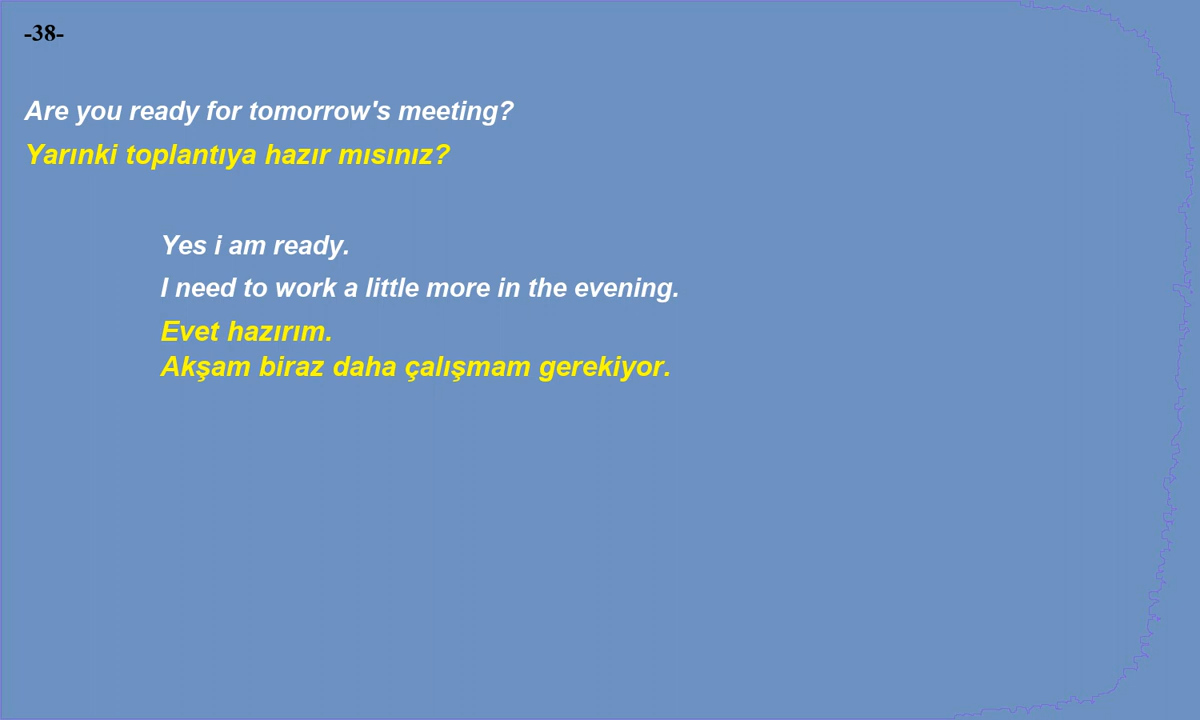 -38-
Are you ready for tomorrow's meeting?
Yarınki toplantıya hazır mısınız?
Yes i am ready.
I need to work a little more in the evening.
Evet hazırım.
Akşam biraz daha çalışmam gerekiyor.